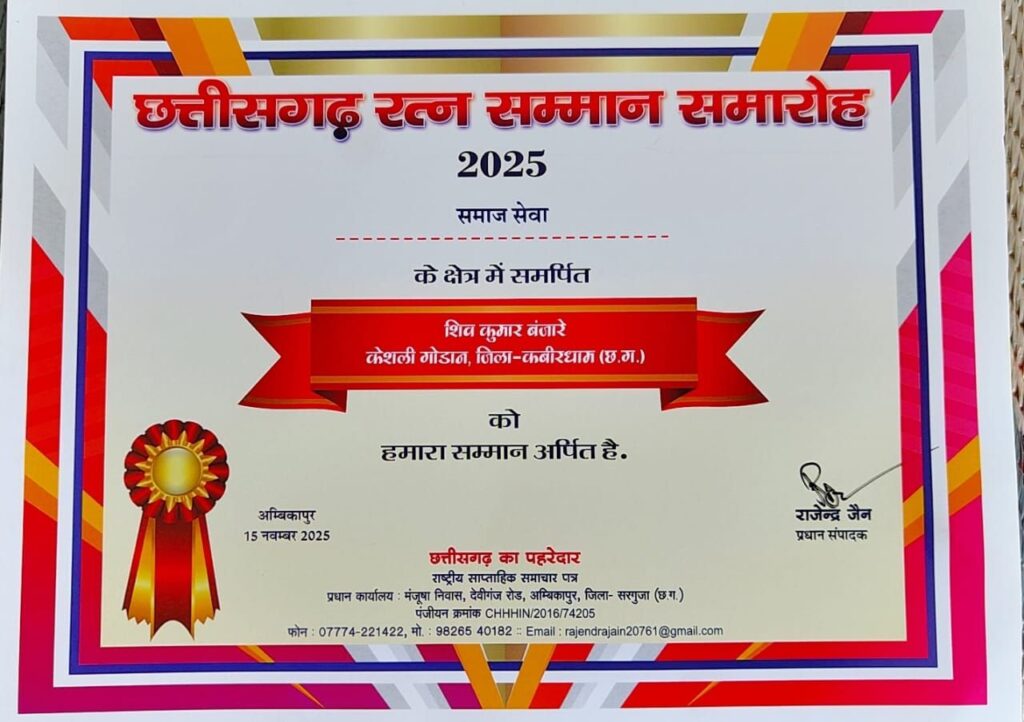 छत्तीसगढ़ रत्न सम्मान समारोह
2025
समाज सेवा
के क्षेत्र में समर्पित
शिव कुमार बंजारे
केशली गोडान, जिला-कबीरधाम (छ.ग.)
को
हमारा सम्मान अर्पित है.
अम्बिकापुर
15 नवम्बर 2025
राजेन्द्र जैन
प्रधान संपादक
छत्तीसगढ़ का पहरेदार
राष्ट्रीय साप्ताहिक समाचार पत्र
प्रधान कार्यालय : मंजूषा निवास, देवीगंज रोड, अम्बिकापुर, जिला- सरगुजा (छ.ग.)
पंजीयन क्रमांक CHHHIN/2016/74205
फोन : 07774-221422, मो. : 98265 40182 :: Email : rajendrajain20761@gmail.com